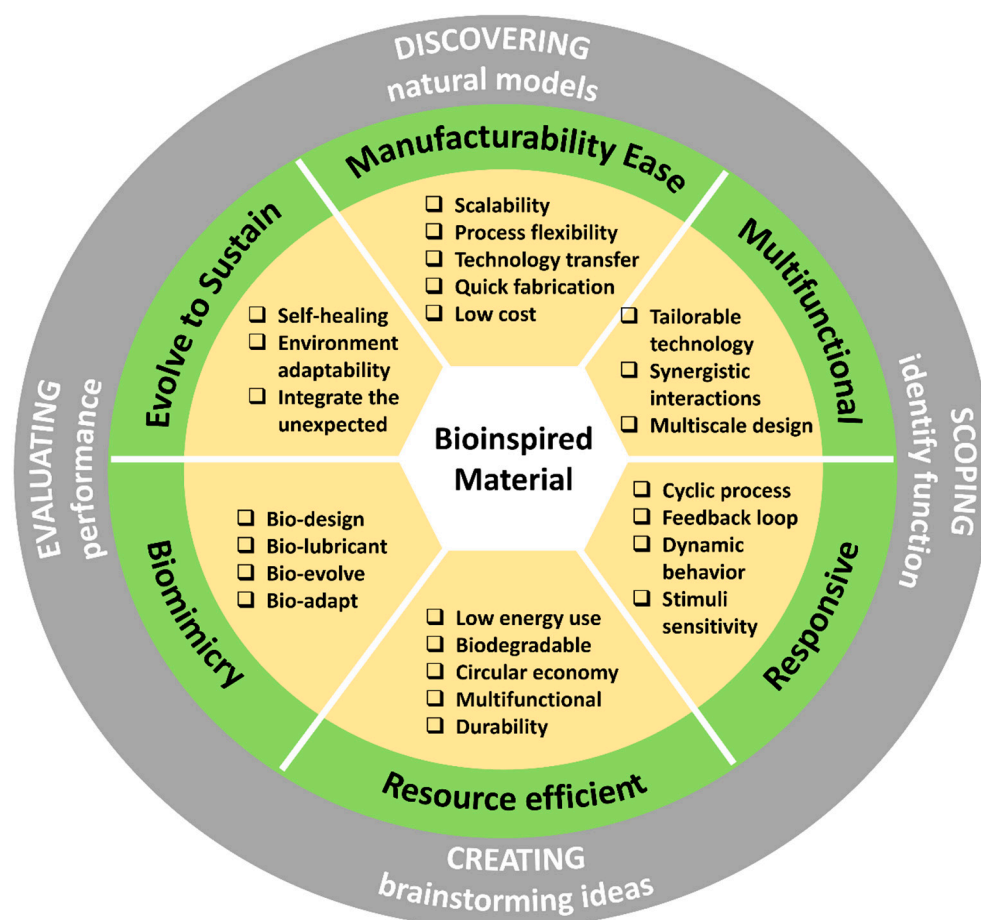 DISCOVERING
natural models
Manufacturability Ease
❑ Scalability
❑ Process flexibility
❑ Technology transfer
❑ Quick fabrication
❑ Low cost
Multifunctional
❑ Tailorable
technology
❑ Synergistic
interactions
❑ Multiscale design
SCOPING
identify function
Responsive
❑ Cyclic process
❑ Feedback loop
❑ Dynamic
behavior
❑ Stimuli
sensitivity
Resource efficient
❑ Low energy use
❑ Biodegradable
❑ Circular economy
❑ Multifunctional
❑ Durability
CREATING
brainstorming ideas
Biomimicry
❑ Bio-design
❑ Bio-lubricant
❑ Bio-evolve
❑ Bio-adapt
EVALUATING
performance
Evolve to Sustain
❑ Self-healing
❑ Environment
adaptability
❑ Integrate the
unexpected
Bioinspired
Material